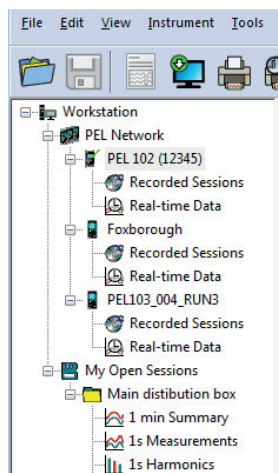 File Edit View Instrument Tools
Workstation
PEL Network
PEL 102 (12345)
Recorded Sessions
Real-time Data
Foxborough
Recorded Sessions
Real-time Data
PEL103_004_RUN3
Recorded Sessions
Real-time Data
My Open Sessions
Main distibution box
1 min Summary
1s Measurements
1s Harmonics